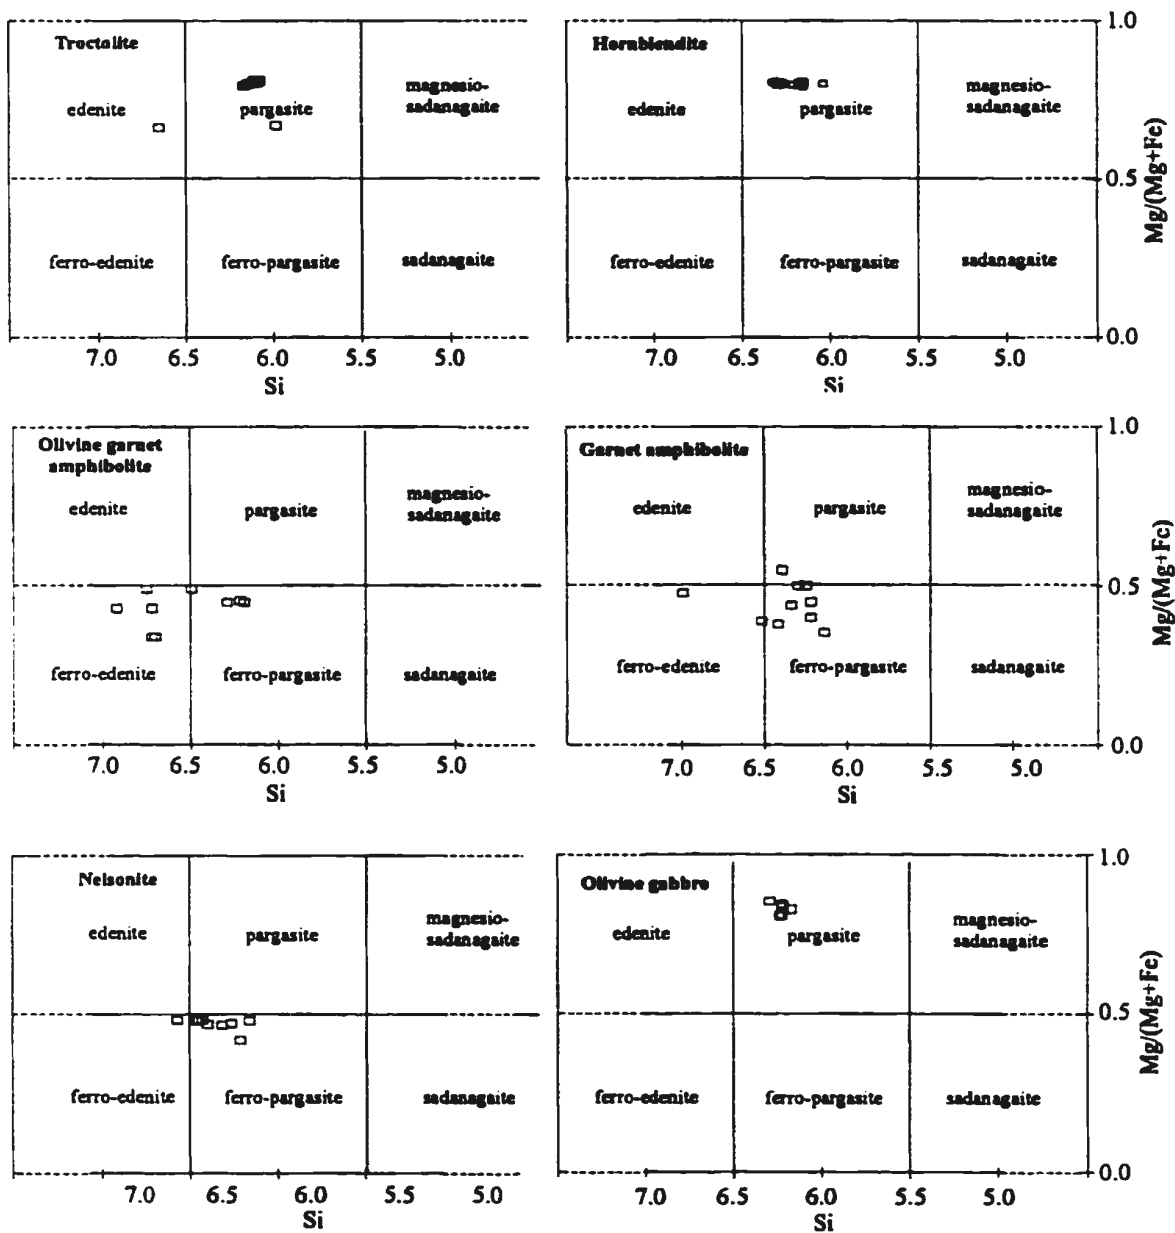 Troctolite
edenite
pargasite
magnesio-
sadanagaite
ferro-edenite
ferro-pargasite
sadanagaite
7.0 6.5 6.0 5.5 5.0
Si
Hornblendite
edenite
pargasite
magnesio-
sadanagaite
ferro-edenite
ferro-pargasite
sadanagaite
1.0
0.5
0.0
Mg/(Mg+Fe)
7.0 6.5 6.0 5.5 5.0
Si
Olivine garnet
amphibolite
edenite
pargasite
magnesio-
sadanagaite
ferro-edenite
ferro-pargasite
sadanagaite
7.0 6.5 6.0 5.5 5.0
Si
Garnet amphibolite
edenite
pargasite
magnesio-
sadanagaite
ferro-edenite
ferro-pargasite
sadanagaite
1.0
0.5
0.0
Mg/(Mg+Fe)
7.0 6.5 6.0 5.5 5.0
Si
Nelsonite
edenite
pargasite
magnesio-
sadanagaite
ferro-edenite
ferro-pargasite
sadanagaite
7.0 6.5 6.0 5.5 5.0
Si
Olivine gabbro
edenite
pargasite
magnesio-
sadanagaite
ferro-edenite
ferro-pargasite
sadanagaite
1.0
0.5
0.0
Mg/(Mg+Fe)
7.0 6.5 6.0 5.5 5.0
Si